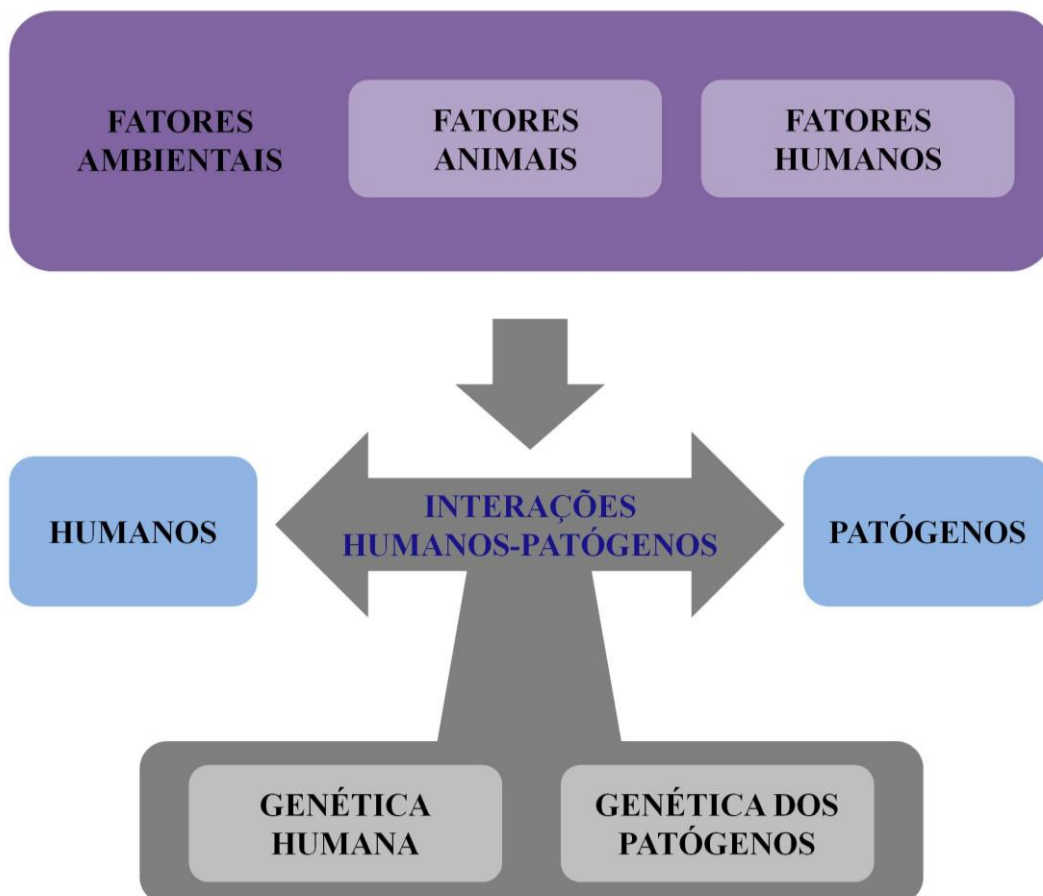 FATORES
AMBIENTAIS
FATORES
ANIMAIS
FATORES
HUMANOS
HUMANOS
INTERAÇÕES
HUMANOS-PATÓGENOS
PATÓGENOS
GENÉTICA
HUMANA
GENÉTICA DOS
PATÓGENOS